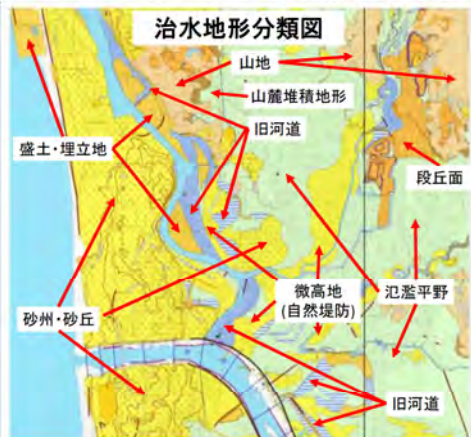 治水地形分類図
山地
山麓堆積地形
旧河道
盛土・埋立地
段丘面
微高地
(自然堤防)
氾濫平野
砂州・砂丘
旧河道